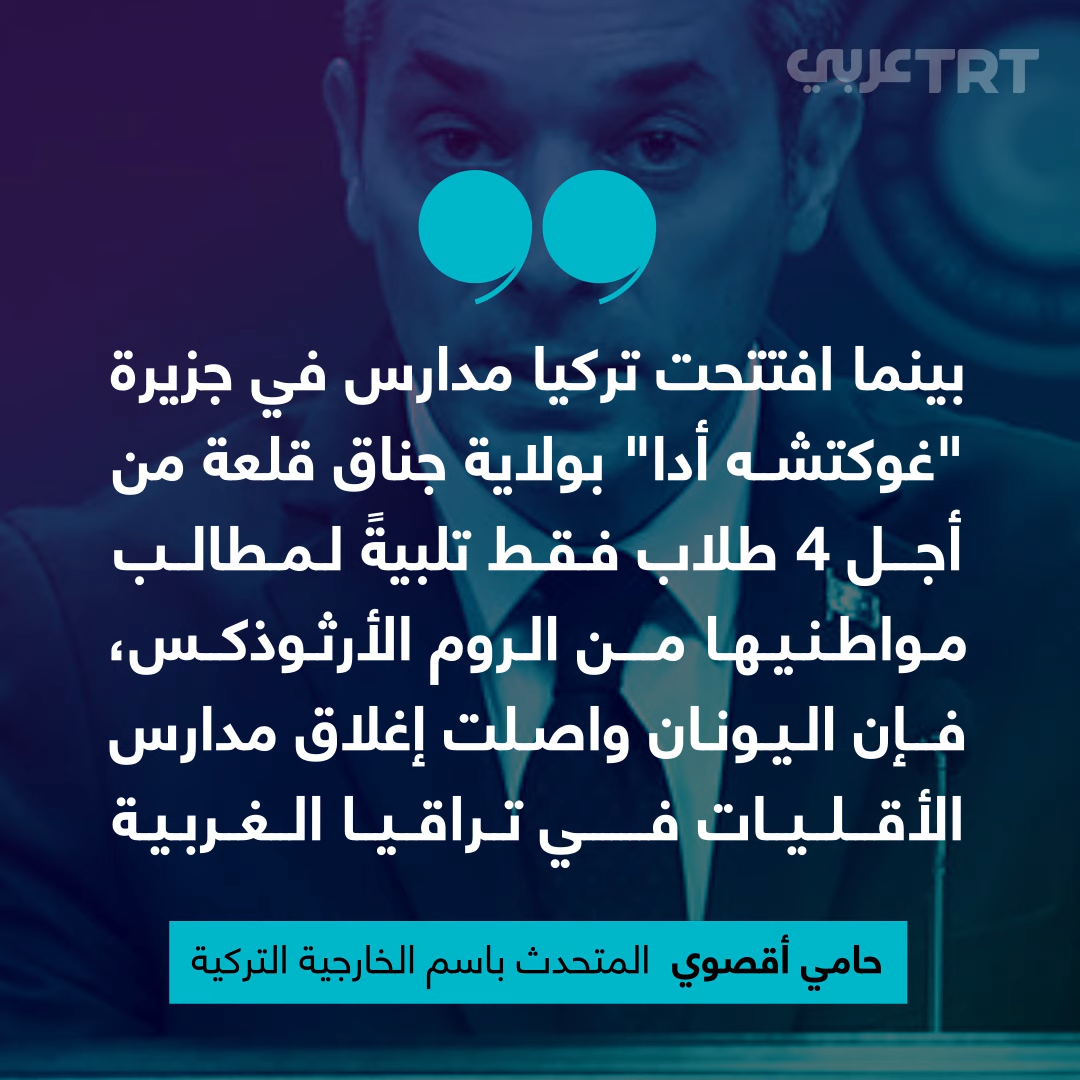 TRT عربي
بينما افتتحت تركيا مدارس في جزيرة
"غوكتشه أدا" بولاية جناق قلعة من
أجل 4 طلاب فقط تلبيةً لمطالب
مواطنيها من الروم الأرثوذكس،
فإن اليونان واصلت إغلاق مدارس
الأقليات في تراقيا الغربية
حامي أقصوي المتحدث باسم الخارجية التركية